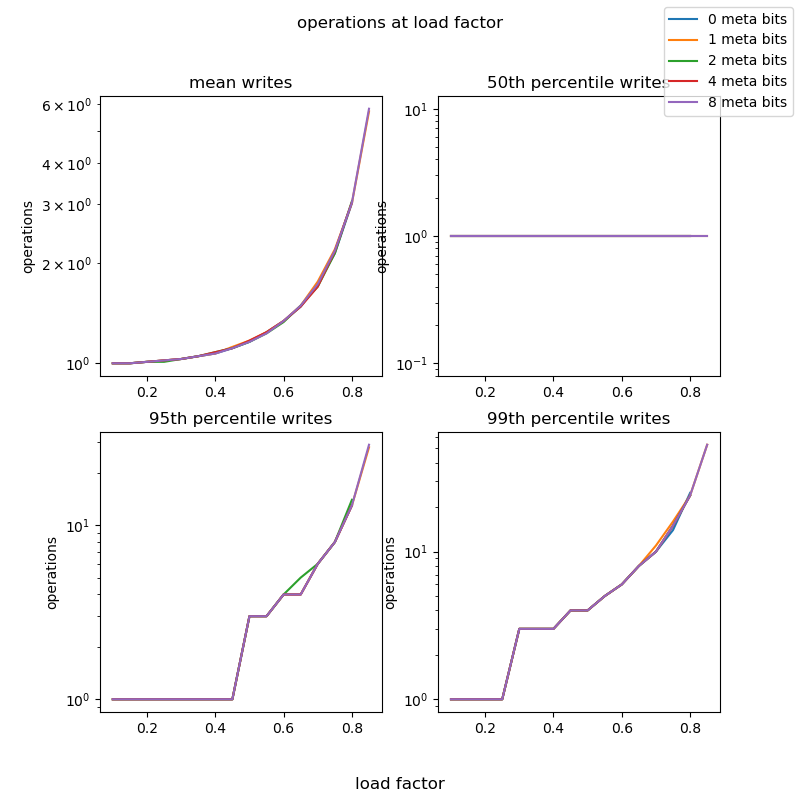 operations at load factor
0 meta bits
1 meta bits
2 meta bits
4 meta bits
8 meta bits
mean writes
operations
6 × 10⁰
4 × 10⁰
3 × 10⁰
2 × 10⁰
10⁰
0.2 0.4 0.6 0.8
50th percentile writes
operations
10¹
10⁰
10⁻¹
0.2 0.4 0.6 0.8
95th percentile writes
operations
10¹
10⁰
0.2 0.4 0.6 0.8
99th percentile writes
operations
10¹
10⁰
0.2 0.4 0.6 0.8
load factor